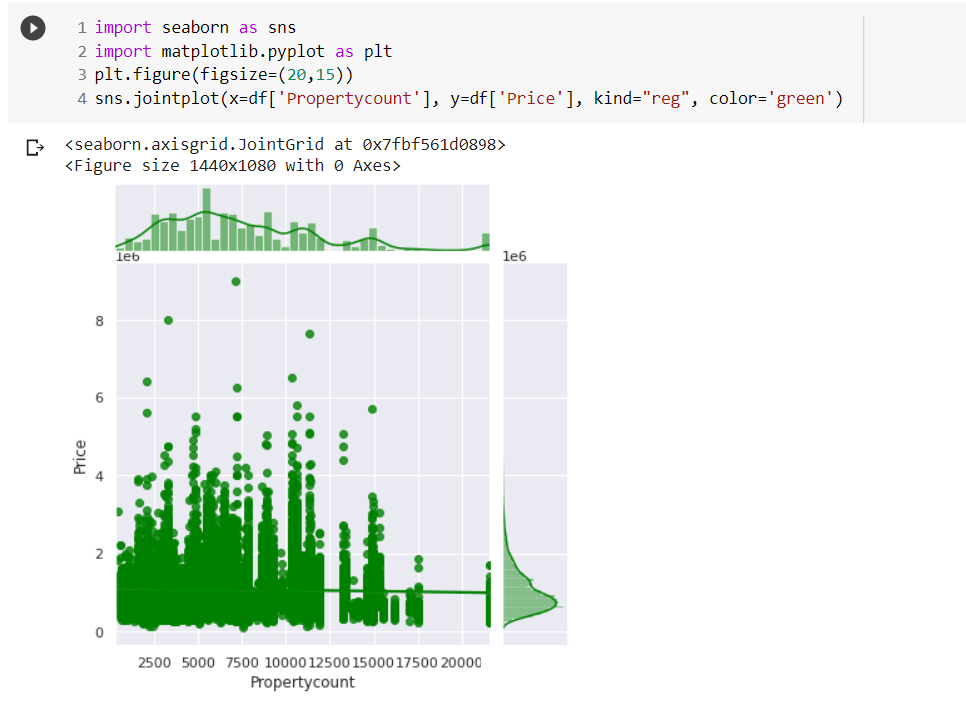 1 import seaborn as sns
2 import matplotlib.pyplot as plt
3 plt.figure(figsize=(20,15))
4 sns.jointplot(x=df['Propertycount'], y=df['Price'], kind="reg", color='green')
<seaborn.axisgrid.JointGrid at 0x7fbf561d0898>
<Figure size 1440x1080 with 0 Axes>
1e6
1e6
8
6
4
2
0
Price
2500 5000 7500 10000 12500 15000 17500 20000
Propertycount